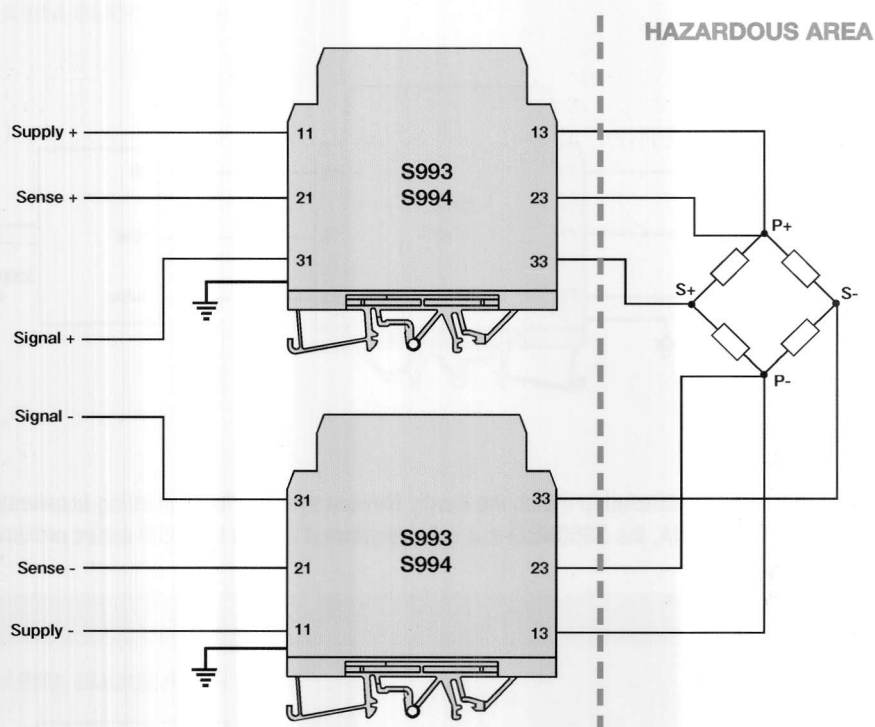 HAZARDOUS AREA
Supply +
11
13
S993
S994
Sense +
21
23
31
33
P+
S+
S-
Signal +
P-
Signal -
31
33
S993
S994
Sense -
21
23
Supply -
11
13